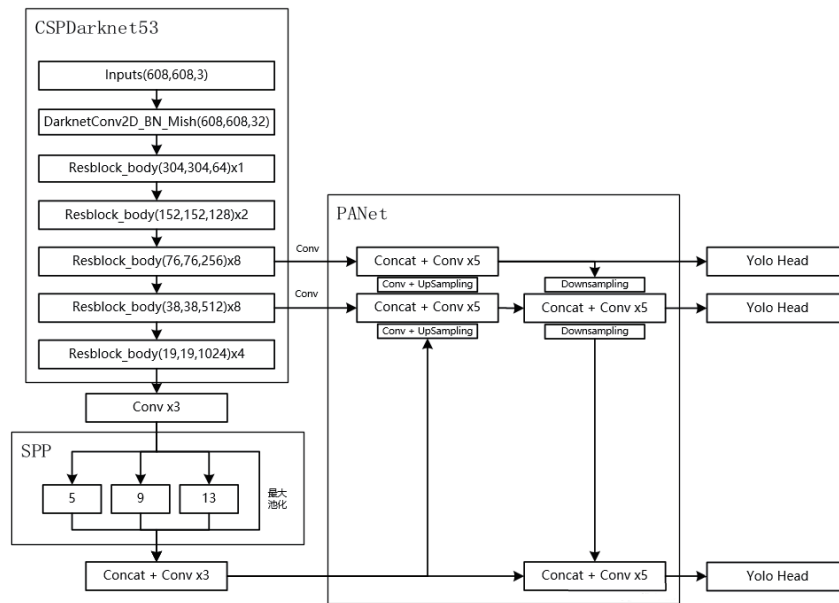 CSPDarknet53
Inputs(608,608,3)
DarknetConv2D_BN_Mish(608,608,32)
Resblock_body(304,304,64)x1
Resblock_body(152,152,128)x2
Resblock_body(76,76,256)x8
Resblock_body(38,38,512)x8
Resblock_body(19,19,1024)x4
Conv x3
SPP
5
9
13
最大
池化
Concat + Conv x3
Conv
Conv
PANet
Concat + Conv x5
Conv + UpSampling
Concat + Conv x5
Conv + UpSampling
Downsampling
Concat + Conv x5
Downsampling
Concat + Conv x5
Yolo Head
Yolo Head
Yolo Head